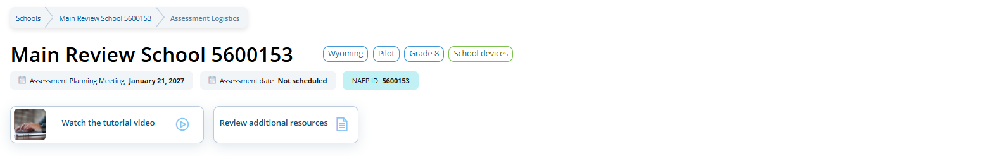 Schools Main Review School 5600153 Assessment Logistics
Main Review School 5600153 Wyoming Pilot Grade 8 School devices
Assessment Planning Meeting: January 21, 2027 Assessment date: Not scheduled NAEP ID: 5600153
Watch the tutorial video Review additional resources